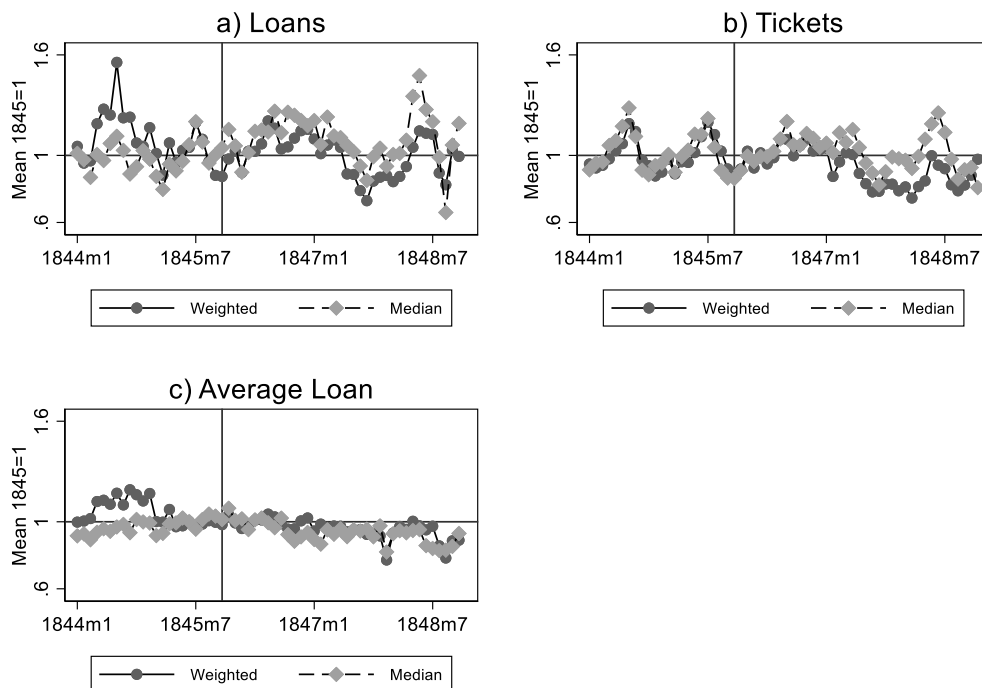 a) Loans
Mean 1845=1
1.6
1
.6
1844m1 1845m7 1847m1 1848m7
Weighted Median
b) Tickets
Mean 1845=1
1.6
1
.6
1844m1 1845m7 1847m1 1848m7
Weighted Median
c) Average Loan
Mean 1845=1
1.6
1
.6
1844m1 1845m7 1847m1 1848m7
Weighted Median